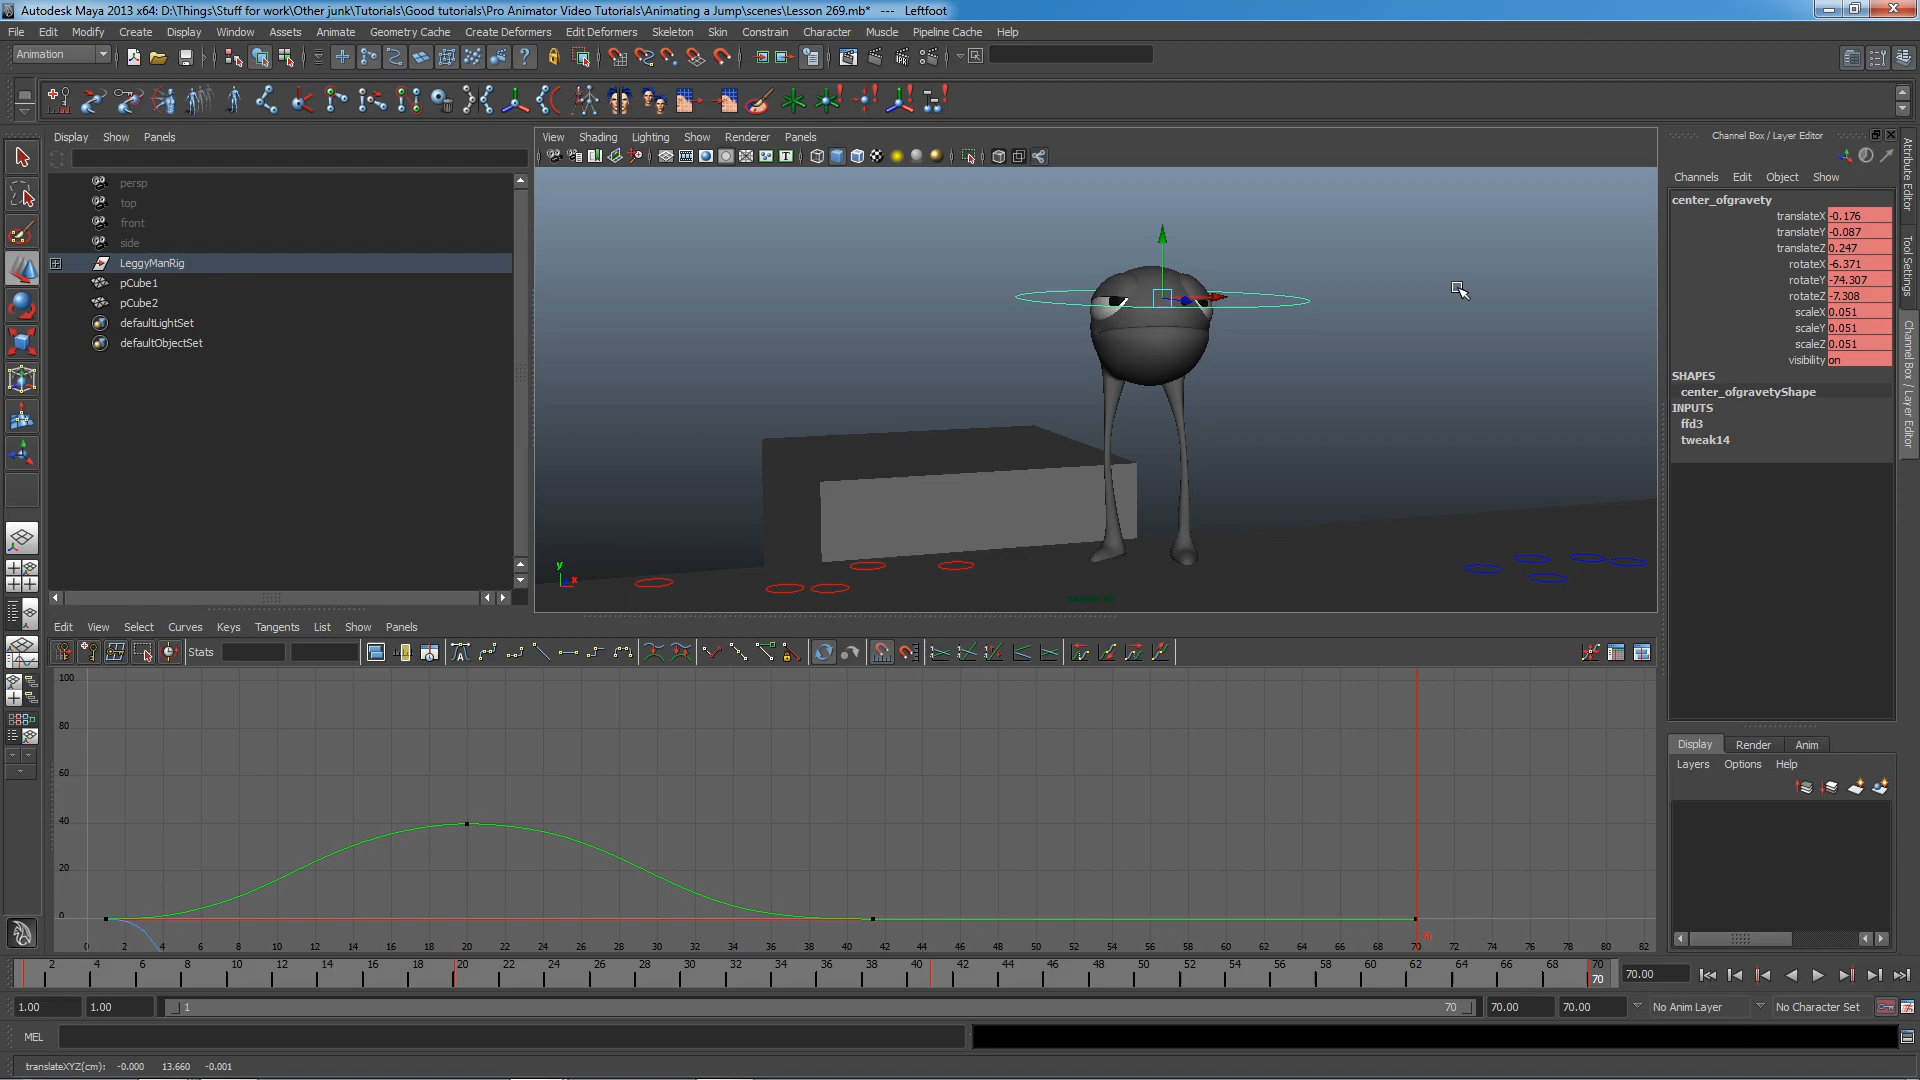 Autodesk Maya 2013 x64: D:\Things\Stuff for work\Other junk\Tutorials\Good tutorials\Pro Animator Video Tutorials\Animating a Jump\scenes\Lesson 269.mb* --- Leftfoot
File Edit Modify Create Display Window Assets Animate Geometry Cache Create Deformers Edit Deformers Skeleton Skin Constrain Character Muscle Pipeline Cache Help
Animation
Display Show Panels
persp
top
front
side
LeggyManRig
pCube1
pCube2
defaultLightSet
defaultObjectSet
View Shading Lighting Show Renderer Panels
y
x
Channel Box / Layer Editor
Channels Edit Object Show
center_ofgravety
translateX -0.176
translateY -0.087
translateZ 0.247
rotateX -6.371
rotateY -74.307
rotateZ -7.308
scaleX 0.051
scaleY 0.051
scaleZ 0.051
visibility on
SHAPES
center_ofgravetyShape
INPUTS
ffd3
tweak14
Attribute Editor
Tool Settings
Channel Box / Layer Editor
Display Render Anim
Layers Options Help
Edit View Select Curves Keys Tangents List Show Panels
Stats
100
80
60
40
20
0
0 2 4 6 8 10 12 14 16 18 20 22 24 26 28 30 32 34 36 38 40 42 44 46 48 50 52 54 56 58 60 62 64 66 68 70 70 72 74 76 78 80 82
2 4 6 8 10 12 14 16 18 20 22 24 26 28 30 32 34 36 38 40 42 44 46 48 50 52 54 56 58 60 62 64 66 68 70
70
70.00
1.00 1.00 1 70 70.00 70.00 No Anim Layer No Character Set
MEL
translateXYZ(cm): -0.000 13.660 -0.001